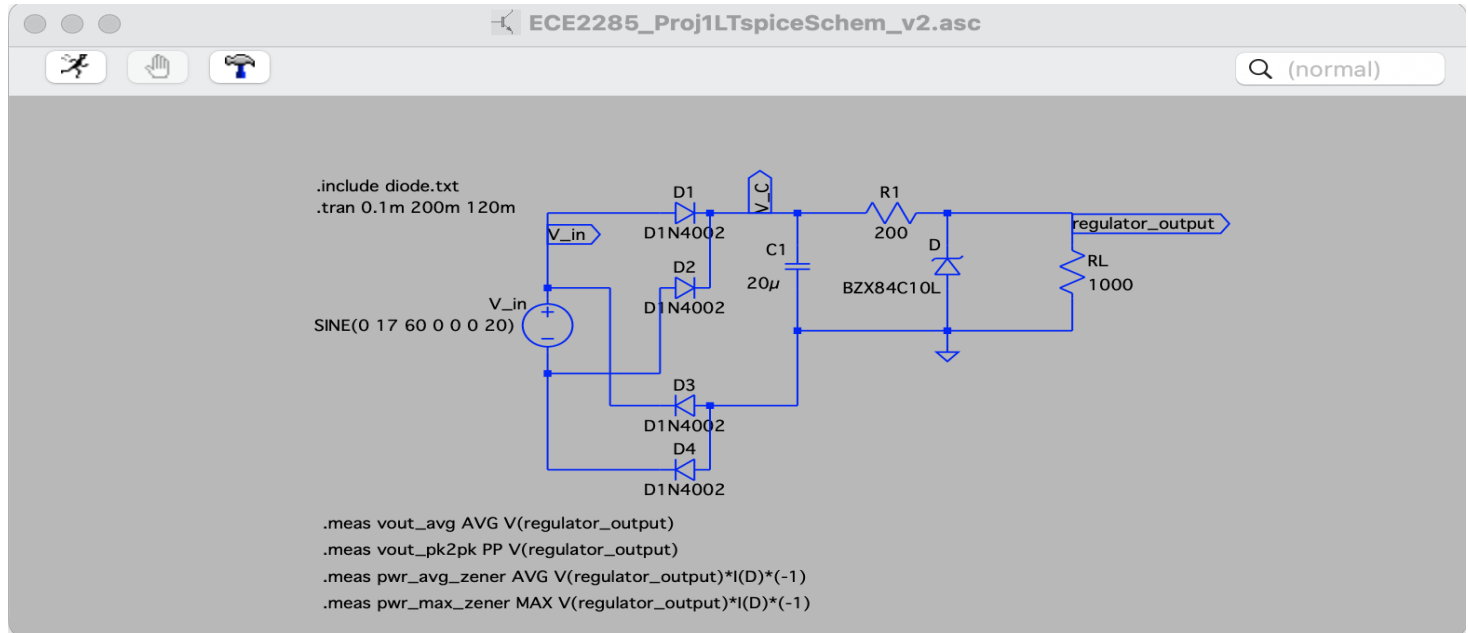 ECE2285_Proj1LTspiceSchem_v2.asc
(normal)
.include diode.txt
.tran 0.1m 200m 120m
V_in
D1
D1N4002
V_C
R1
200
D2
D1N4002
C1
20µ
D
BZX84C10L
regulator_output
RL
1000
V_in
SINE(0 17 60 0 0 0 20)
D3
D1N4002
D4
D1N4002
.meas vout_avg AVG V(regulator_output)
.meas vout_pk2pk PP V(regulator_output)
.meas pwr_avg_zener AVG V(regulator_output)*I(D)*(-1)
.meas pwr_max_zener MAX V(regulator_output)*I(D)*(-1)